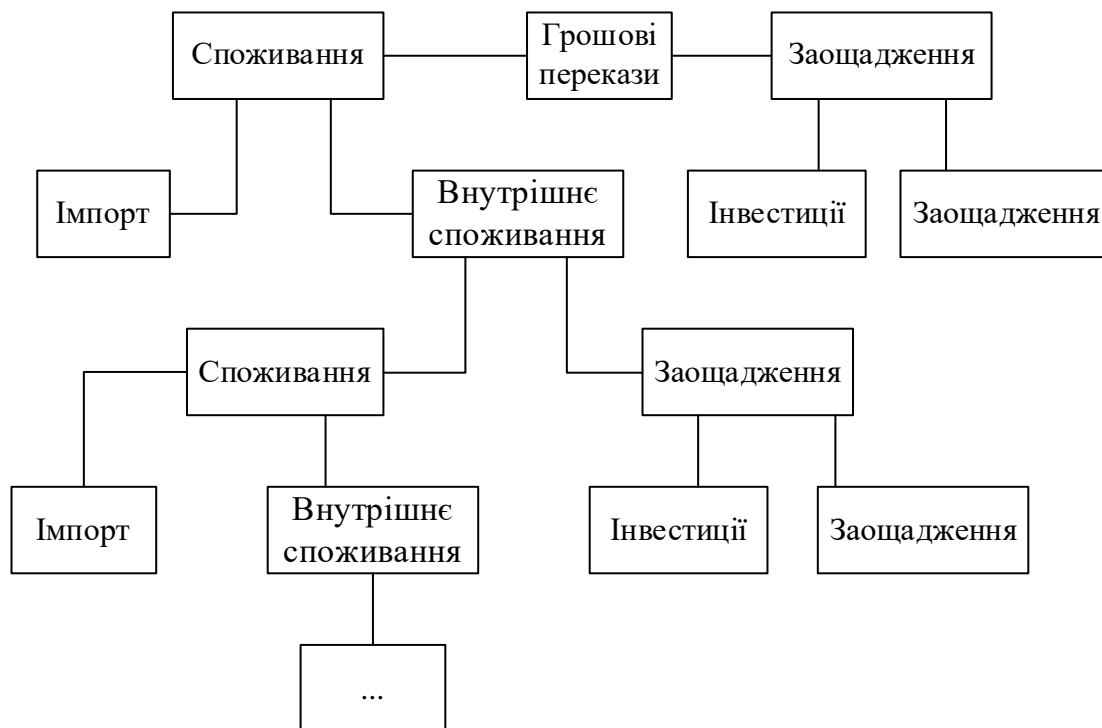 Споживання
Грошові
перекази
Заощадження
Імпорт
Внутрішнє
споживання
Інвестиції
Заощадження
Споживання
Заощадження
Імпорт
Внутрішнє
споживання
Інвестиції
Заощадження
...